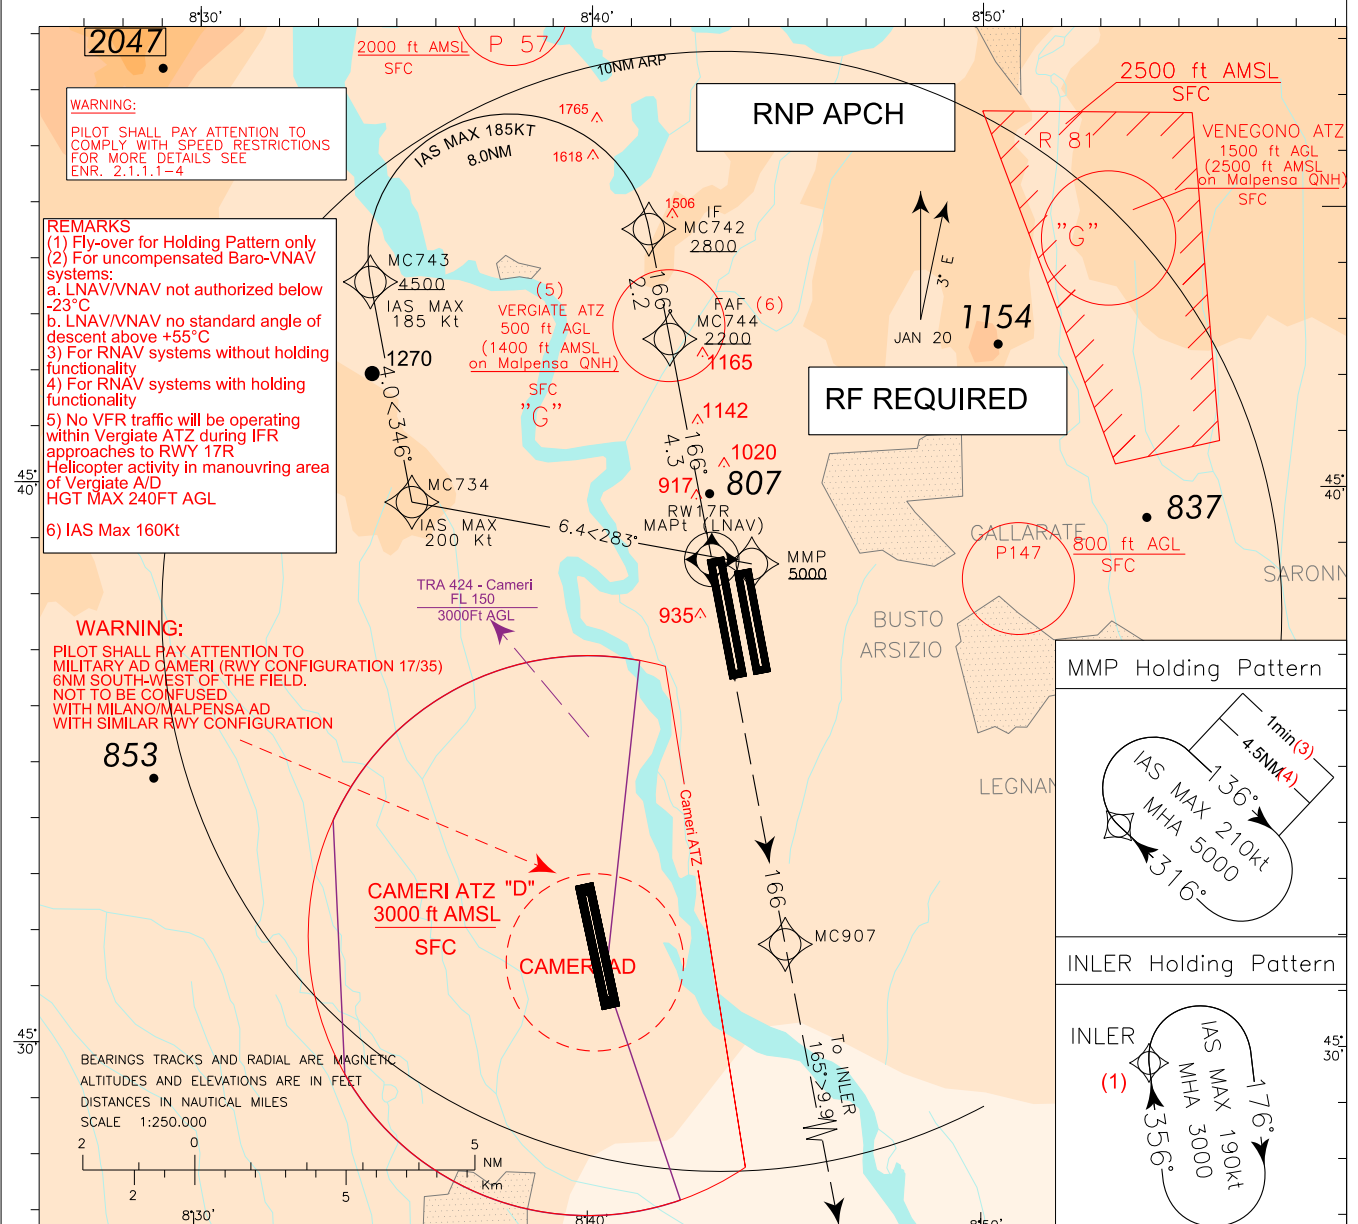 8°30'
8°40'
8°50'
2047
2000 ft AMSL
SFC
P 57
10NM ARP
WARNING:
PILOT SHALL PAY ATTENTION TO
COMPLY WITH SPEED RESTRICTIONS
FOR MORE DETAILS SEE
ENR. 2.1.1.1-4
IAS MAX 185KT
8.0NM
1765
1618
1506
RNP APCH
2500 ft AMSL
SFC
R 81
VENEGONO ATZ
1500 ft AGL
(2500 ft AMSL
on Malpensa QNH)
SFC
"G"
REMARKS
(1) Fly-over for Holding Pattern only
(2) For uncompensated Baro-VNAV
systems:
a. LNAV/VNAV not authorized below
-23°C
b. LNAV/VNAV no standard angle of
descent above +55°C
3) For RNAV systems without holding
functionality
4) For RNAV systems with holding
functionality
5) No VFR traffic will be operating
within Vergiate ATZ during IFR
approaches to RWY 17R
Helicopter activity in manouvring area
of Vergiate A/D
HGT MAX 240FT AGL
6) IAS Max 160Kt
IF
MC742
2800
MC743
4500
IAS MAX
185 Kt
166°
2.2
(5)
VERGIATE ATZ
500 ft AGL
(1400 ft AMSL
on Malpensa QNH)
SFC
"G"
FAF (6)
MC744
2200
3° E
JAN 20
1154
1270
1165
RF REQUIRED
4.0<346°
1142
166°
4.3
1020
917
807
MC734
IAS MAX
200 Kt
6.4<283°
RW17R
MAPt (LNAV)
MMP
5000
837
GALLARATE
P147
800 ft AGL
SFC
SARONN
45°
40'
45°
40'
TRA 424 - Cameri
FL 150
3000Ft AGL
935
BUSTO
ARSIZIO
WARNING:
PILOT SHALL PAY ATTENTION TO
MILITARY AD CAMERI (RWY CONFIGURATION 17/35)
6NM SOUTH-WEST OF THE FIELD.
NOT TO BE CONFUSED
WITH MILANO/MALPENSA AD
WITH SIMILAR RWY CONFIGURATION
853
LEGNAN
MMP Holding Pattern
1min(3)
4.5NM(4)
136°
IAS MAX 210kt
MHA 5000
316°
Cameri ATZ
CAMERI ATZ "D"
3000 ft AMSL
SFC
CAMERI AD
166
MC907
INLER Holding Pattern
INLER
(1)
IAS MAX 190kt
MHA 3000
176°
356°
To INLER
165°>9.9
45°
30'
45°
30'
BEARINGS TRACKS AND RADIAL ARE MAGNETIC
ALTITUDES AND ELEVATIONS ARE IN FEET
DISTANCES IN NAUTICAL MILES
SCALE 1:250.000
2 0 5
NM
Km
2 5
8°30'
8°40'
8°50'